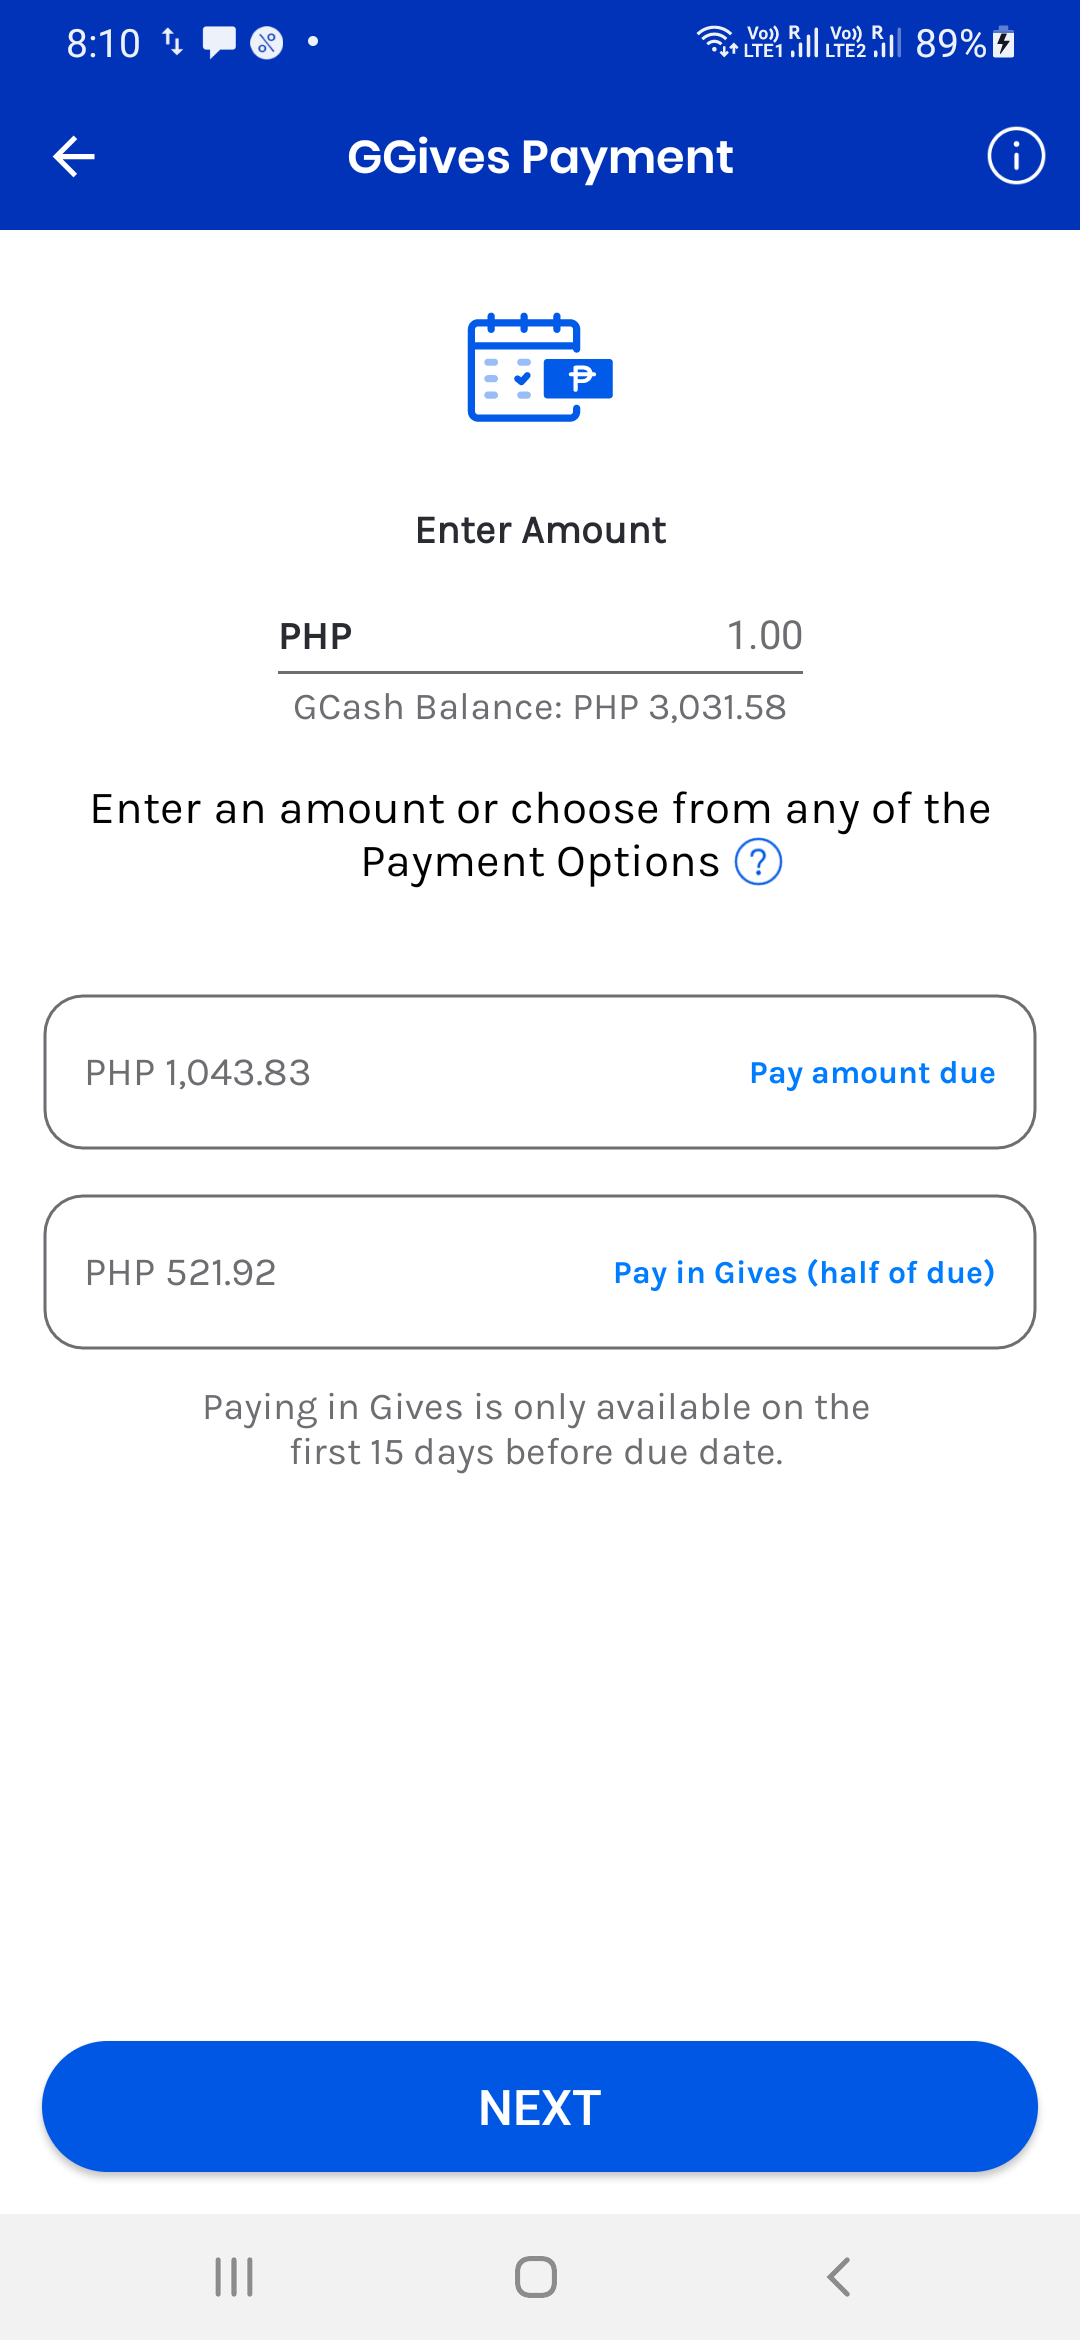 8:10
Vo)) R Vo)) R 89%
LTE1 LTE2
GGives Payment
Enter Amount
PHP 1.00
GCash Balance: PHP 3,031.58
Enter an amount or choose from any of the
Payment Options ?
PHP 1,043.83 Pay amount due
PHP 521.92 Pay in Gives (half of due)
Paying in Gives is only available on the
first 15 days before due date.
NEXT